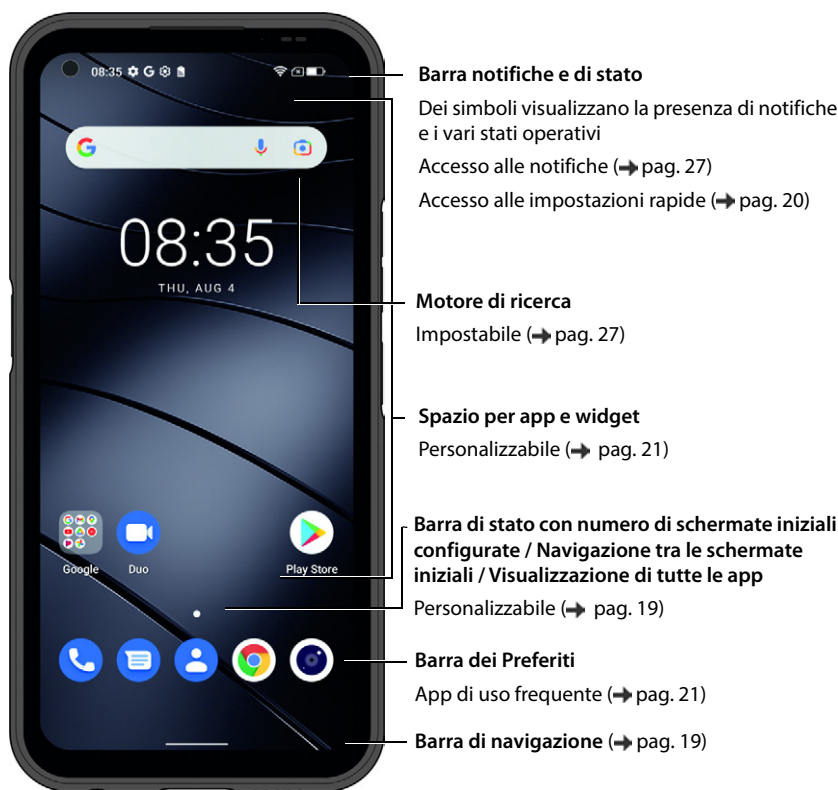 08:35
08:35
THU, AUG 4
Google
Duo
Play Store
Barra notifiche e di stato
Dei simboli visualizzano la presenza di notifiche
e i vari stati operativi
Accesso alle notifiche (➔ pag. 27)
Accesso alle impostazioni rapide (➔ pag. 20)
Motore di ricerca
Impostabile (➔ pag. 27)
Spazio per app e widget
Personalizzabile (➔ pag. 21)
Barra di stato con numero di schermate iniziali
configurate / Navigazione tra le schermate
iniziali / Visualizzazione di tutte le app
Personalizzabile (➔ pag. 19)
Barra dei Preferiti
App di uso frequente (➔ pag. 21)
Barra di navigazione (➔ pag. 19)